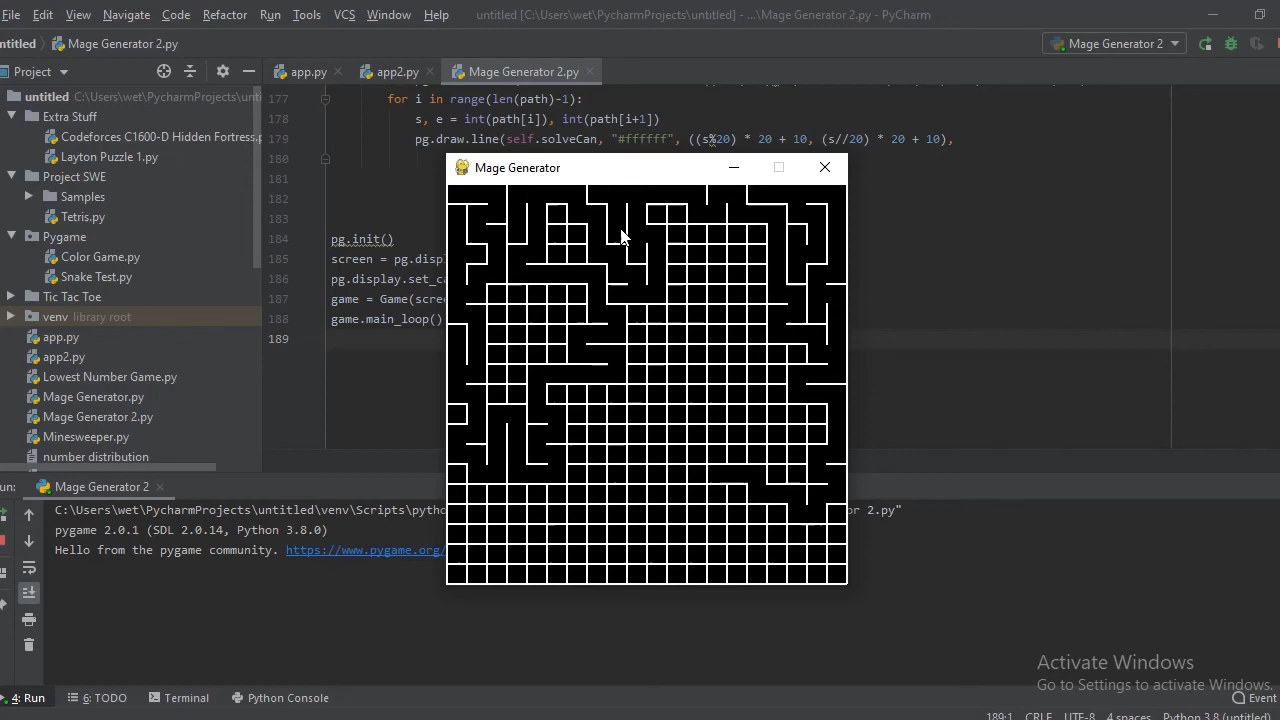 File Edit View Navigate Code Refactor Run Tools VCS Window Help untitled [C:\Users\wet\PycharmProjects\untitled] - ...\Mage Generator 2.py - PyCharm
ntitled Mage Generator 2.py
Mage Generator 2
Project
app.py
app2.py
Mage Generator 2.py
untitled C:\Users\wet\PycharmProjects\unti
Extra Stuff
Codeforces C1600-D Hidden Fortress.p
Layton Puzzle 1.py
Project SWE
Samples
Tetris.py
Pygame
Color Game.py
Snake Test.py
Tic Tac Toe
venv library root
app.py
app2.py
Lowest Number Game.py
Mage Generator.py
Mage Generator 2.py
Minesweeper.py
number distribution
177 for i in range(len(path)-1):
178 s, e = int(path[i]), int(path[i+1])
179 pg.draw.line(self.solveCan, "#ffffff", ((s%20) * 20 + 10, (s//20) * 20 + 10),
180
181
182
183
184 pg.init()
185 screen = pg.disp
186 pg.display.set_ca
187 game = Game(scree
188 game.main_loop()
189
Mage Generator
un: Mage Generator 2
C:\Users\wet\PycharmProjects\untitled\venv\Scripts\pytho or 2.py"
pygame 2.0.1 (SDL 2.0.14, Python 3.8.0)
Hello from the pygame community. https://www.pygame.org/
Activate Windows
Go to Settings to activate Windows.
4: Run 6: TODO Terminal Python Console Event
189:1 CRLF UTF-8 4 spaces Python 3.8 (untitled)